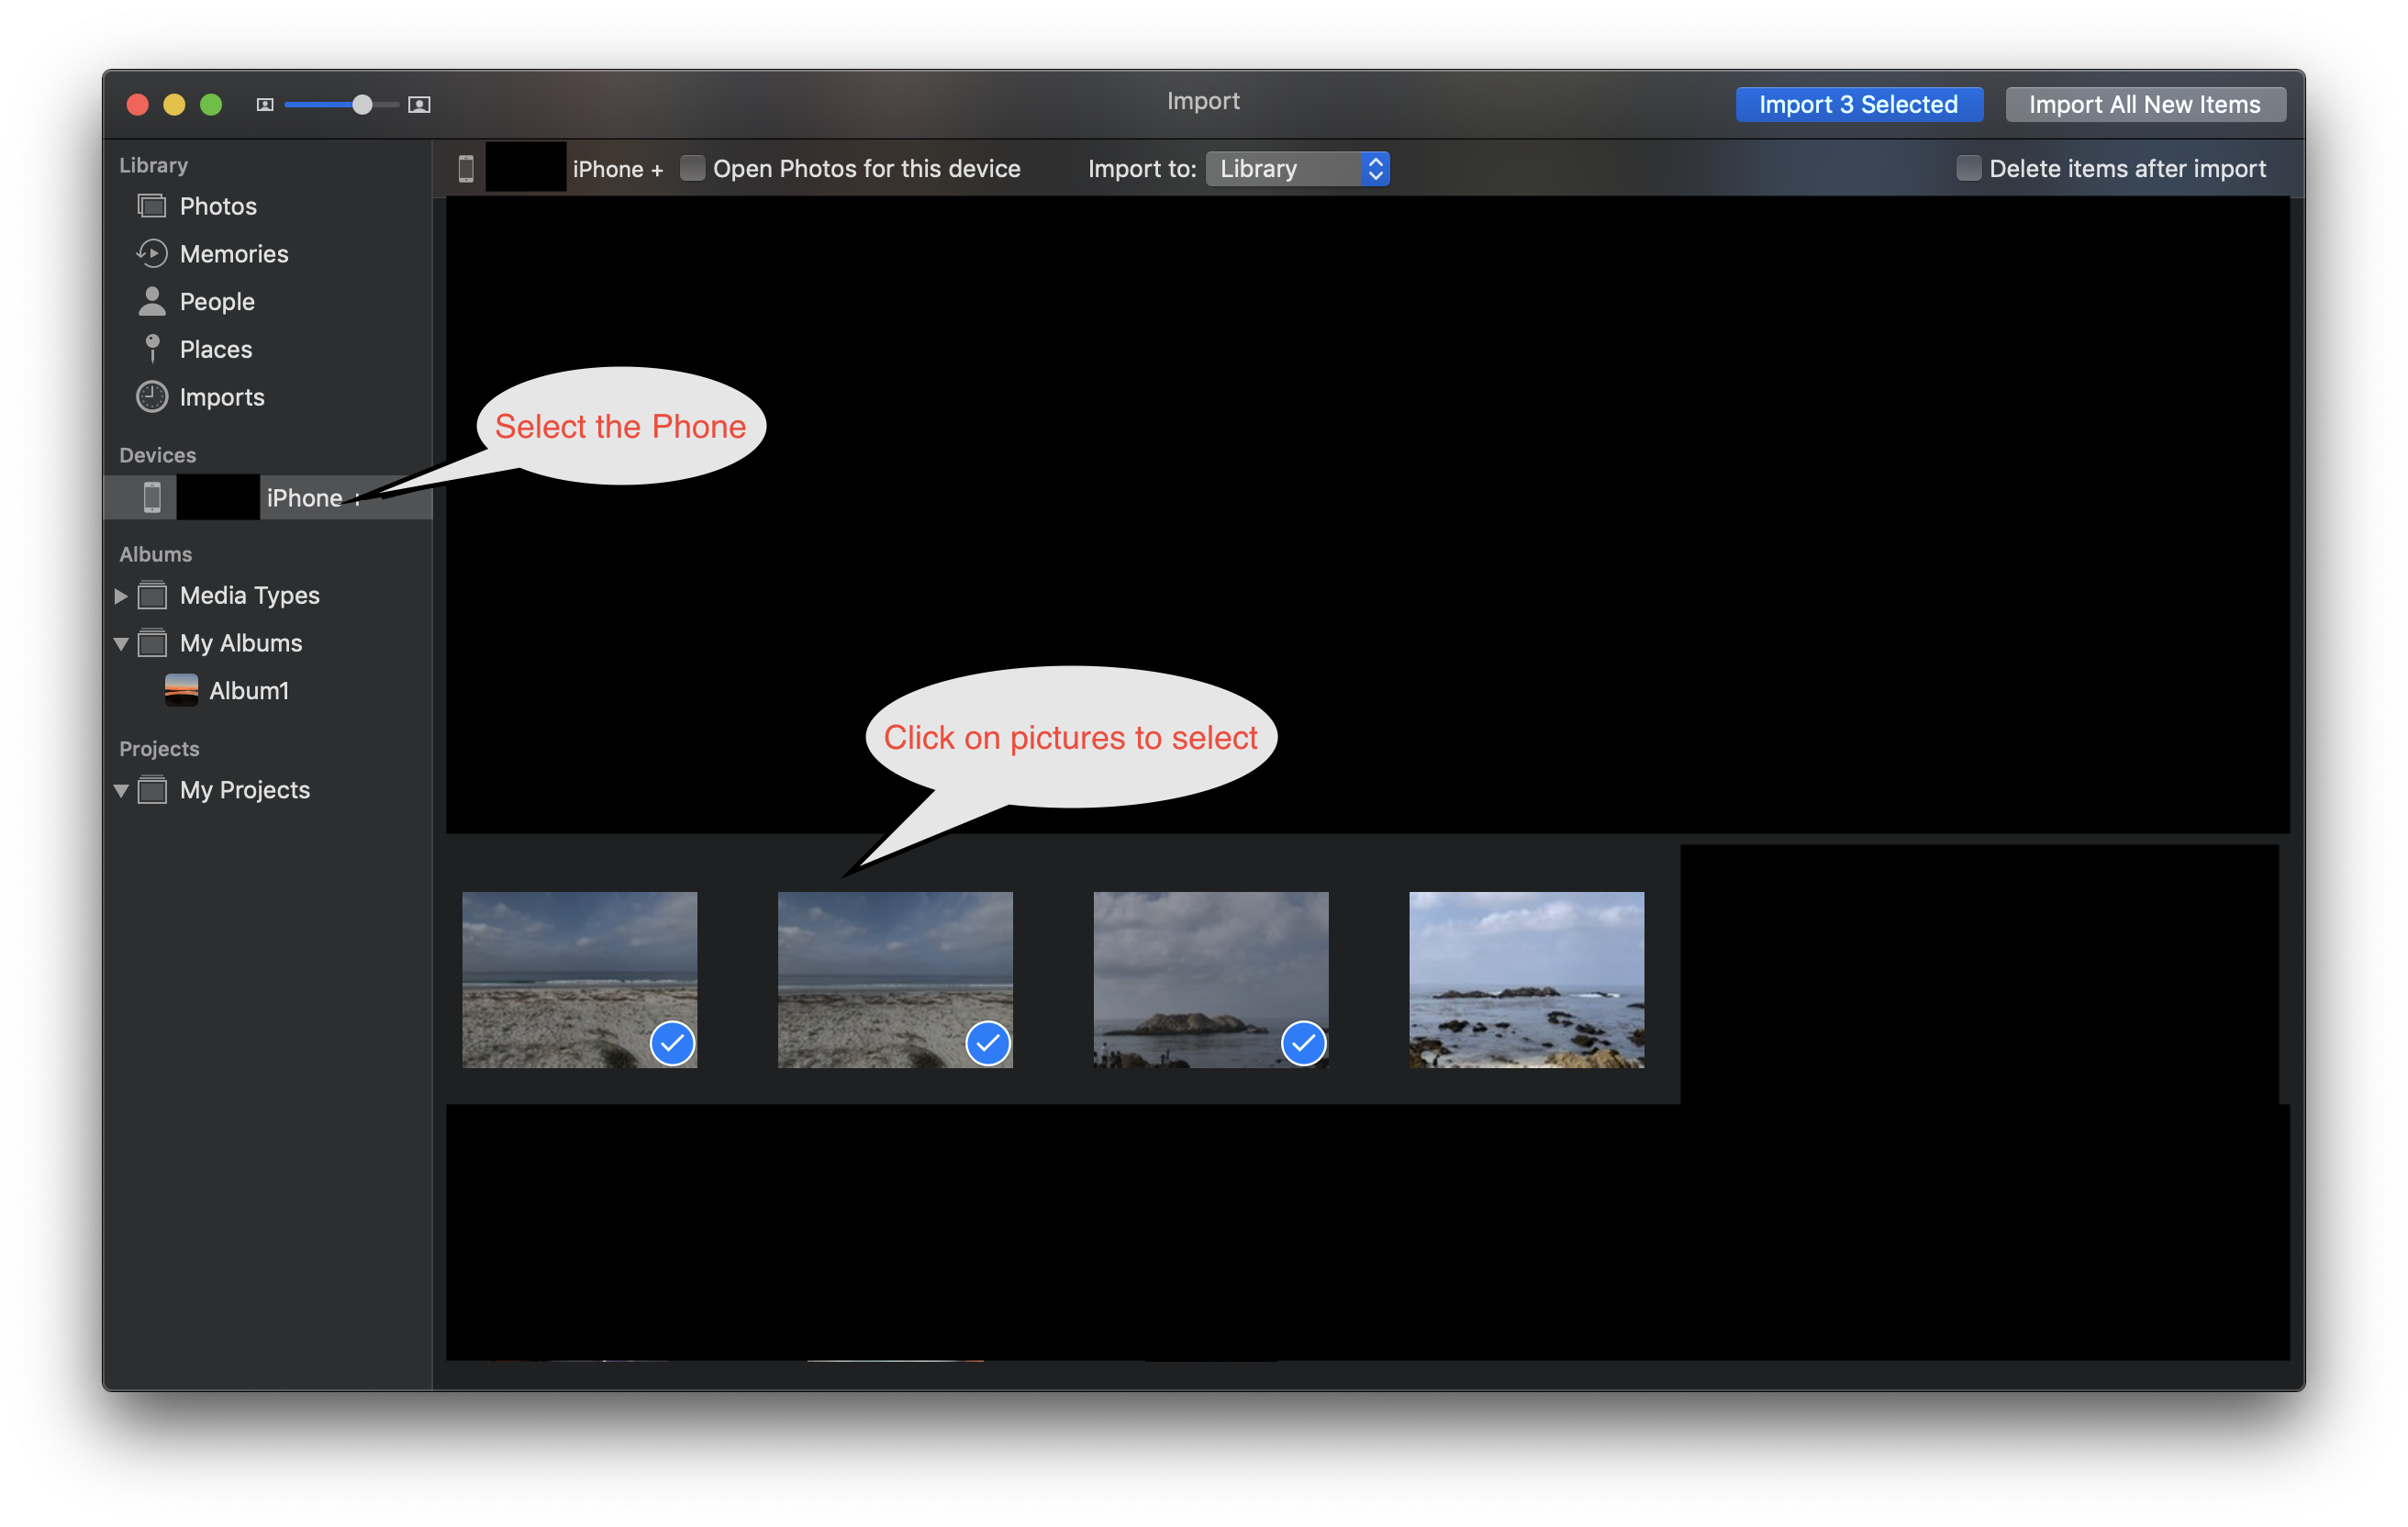 Import
Import 3 Selected
Import All New Items
Library
iPhone +
Open Photos for this device
Import to:
Library
Delete items after import
Photos
Memories
People
Places
Imports
Select the Phone
Devices
iPhone +
Albums
Media Types
My Albums
Album1
Click on pictures to select
Projects
My Projects